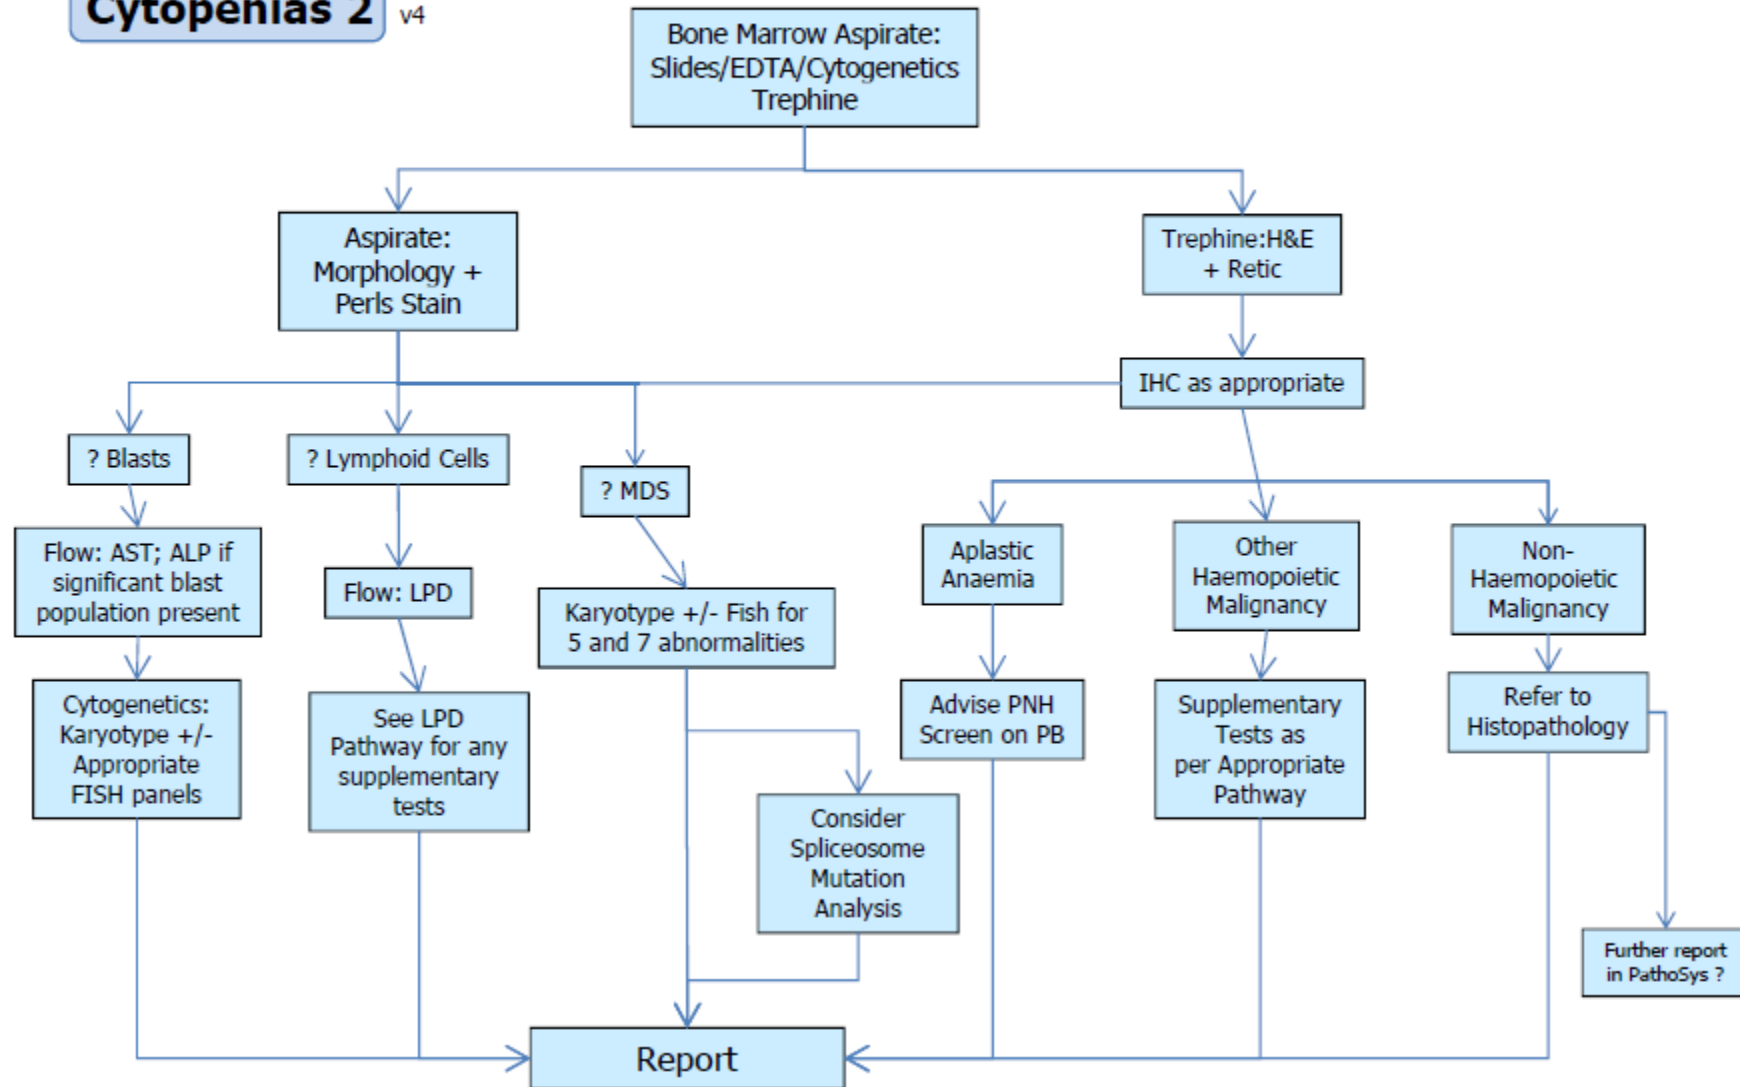 Cytopenias 2
v4
Bone Marrow Aspirate:
Slides/EDTA/Cytogenetics
Trephine
Aspirate:
Morphology +
Perls Stain
Trephine:H&E
+ Retic
IHC as appropriate
? Blasts
? Lymphoid Cells
? MDS
Flow: AST; ALP if
significant blast
population present
Flow: LPD
Karyotype +/- Fish for
5 and 7 abnormalities
Aplastic
Anaemia
Other
Haemopoietic
Malignancy
Non-
Haemopoietic
Malignancy
Cytogenetics:
Karyotype +/-
Appropriate
FISH panels
See LPD
Pathway for any
supplementary
tests
Advise PNH
Screen on PB
Supplementary
Tests as
per Appropriate
Pathway
Refer to
Histopathology
Consider
Spliceosome
Mutation
Analysis
Further report
in PathoSys ?
Report